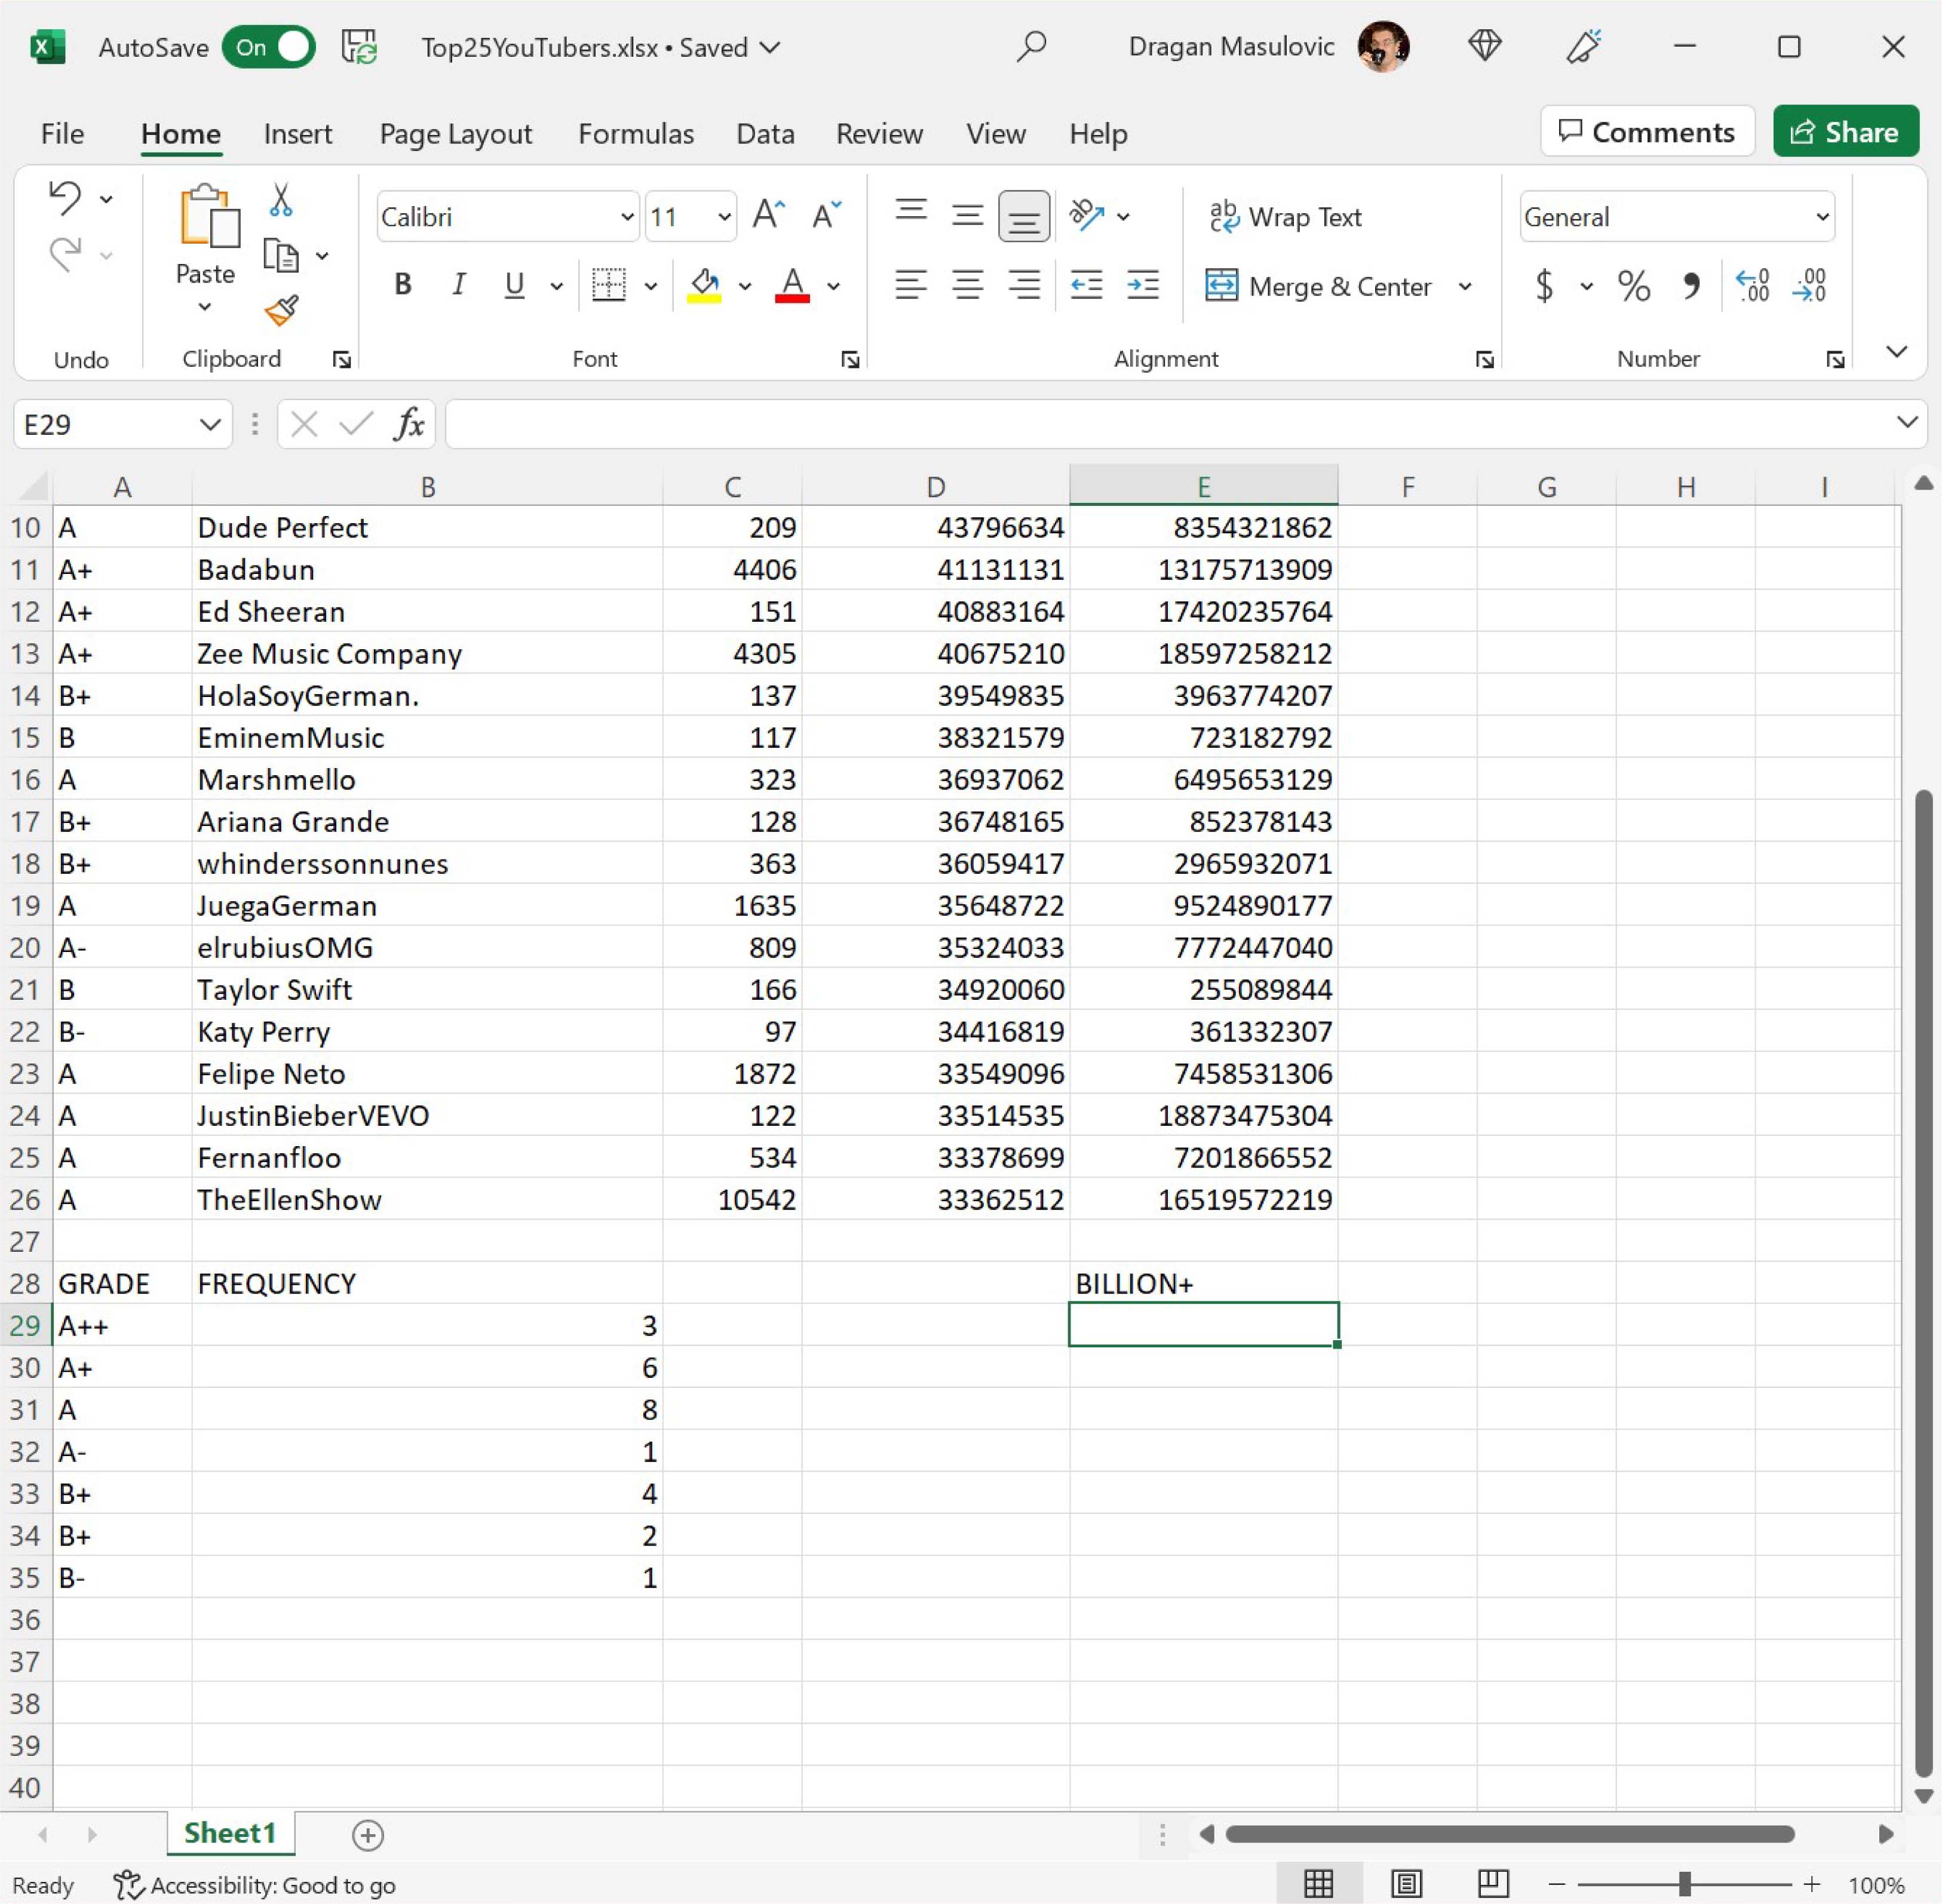 AutoSave On Top25YouTubers.xlsx • Saved Dragan Masulovic
File Home Insert Page Layout Formulas Data Review View Help Comments Share
Calibri 11 ab Wrap Text General
Paste B I U A Merge & Center $ % , .00 .00
Undo Clipboard Font Alignment Number
E29 fx
A B C D E F G H I
10 A Dude Perfect 209 43796634 8354321862
11 A+ Badabun 4406 41131131 13175713909
12 A+ Ed Sheeran 151 40883164 17420235764
13 A+ Zee Music Company 4305 40675210 18597258212
14 B+ HolaSoyGerman. 137 39549835 3963774207
15 B EminemMusic 117 38321579 723182792
16 A Marshmello 323 36937062 6495653129
17 B+ Ariana Grande 128 36748165 852378143
18 B+ whinderssonnunes 363 36059417 2965932071
19 A JuegaGerman 1635 35648722 9524890177
20 A- elrubiusOMG 809 35324033 7772447040
21 B Taylor Swift 166 34920060 255089844
22 B- Katy Perry 97 34416819 361332307
23 A Felipe Neto 1872 33549096 7458531306
24 A JustinBieberVEVO 122 33514535 18873475304
25 A Fernanfloo 534 33378699 7201866552
26 A TheEllenShow 10542 33362512 16519572219
27
28 GRADE FREQUENCY BILLION+
29 A++ 3
30 A+ 6
31 A 8
32 A- 1
33 B+ 4
34 B+ 2
35 B- 1
36
37
38
39
40
Sheet1
Ready Accessibility: Good to go 100%